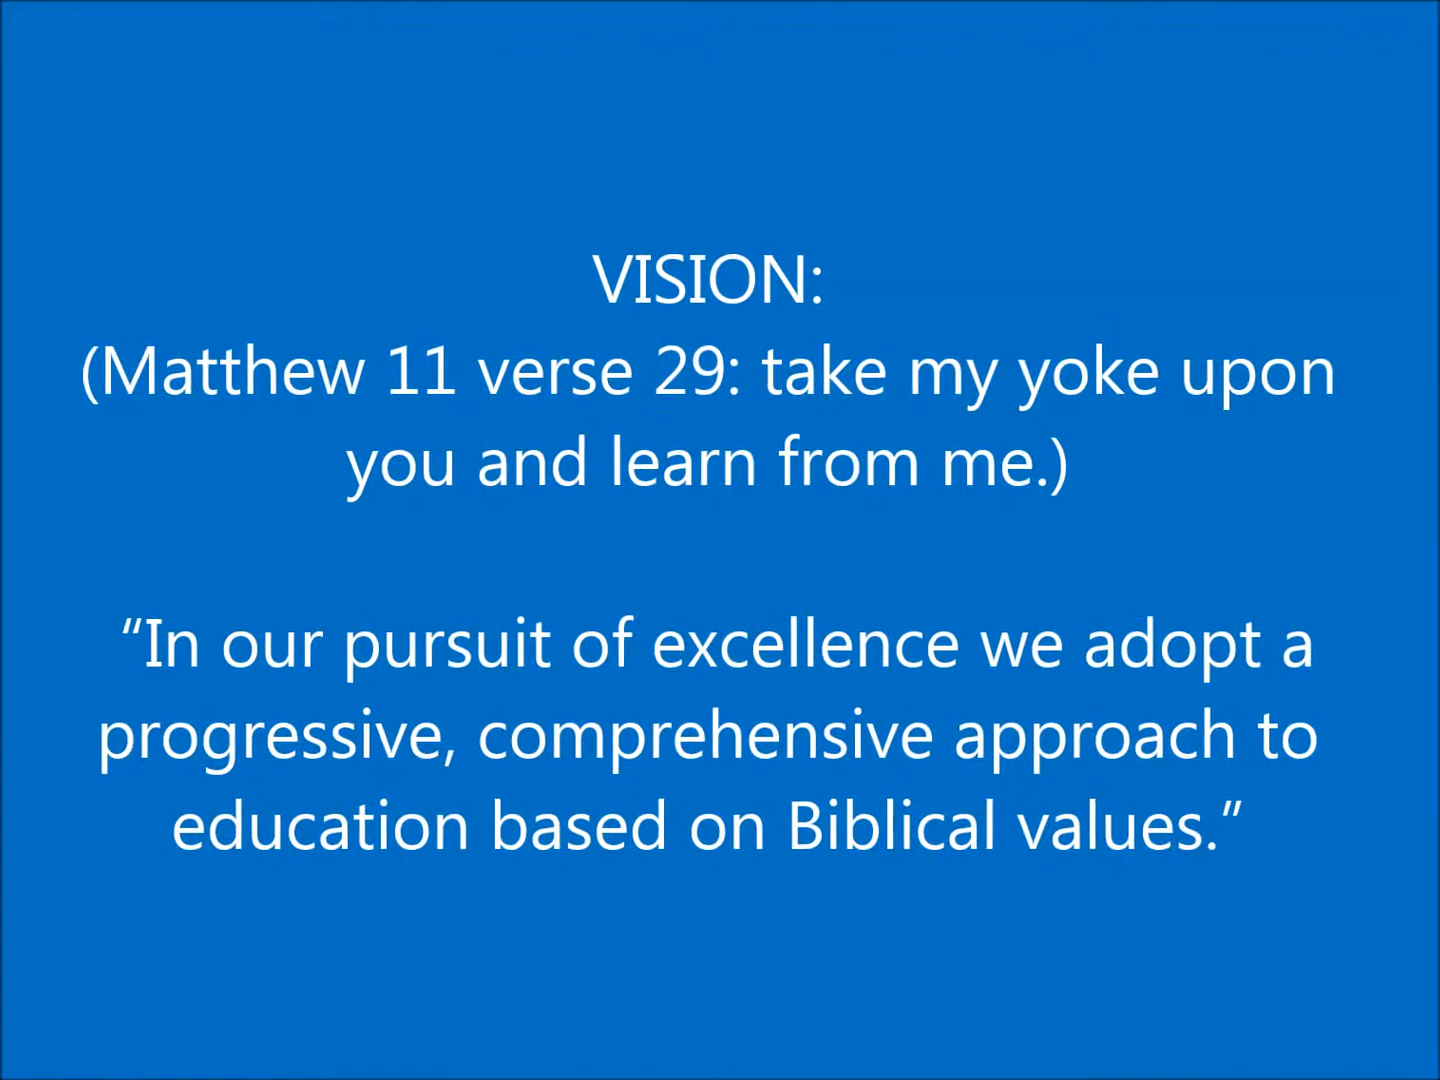 VISION:
(Matthew 11 verse 29: take my yoke upon
you and learn from me.)
“In our pursuit of excellence we adopt a
progressive, comprehensive approach to
education based on Biblical values.”